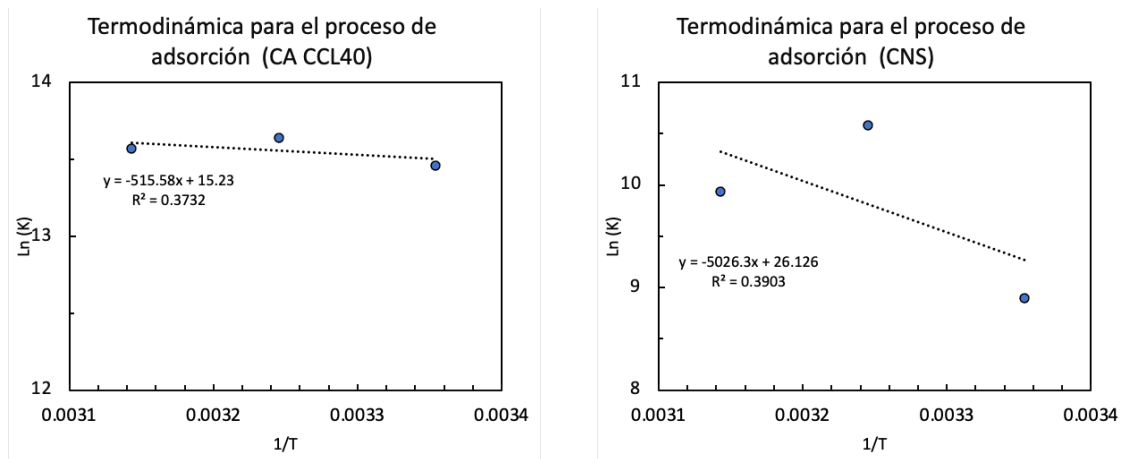 Termodinámica para el proceso de
adsorción  (CA CCL40)
14
13
12
Ln (K)
y = -515.58x + 15.23
R² = 0.3732
0.0031
0.0032
0.0033
0.0034
1/T
Termodinámica para el proceso de
adsorción  (CNS)
11
10
9
8
Ln (K)
y = -5026.3x + 26.126
R² = 0.3903
0.0031
0.0032
0.0033
0.0034
1/T